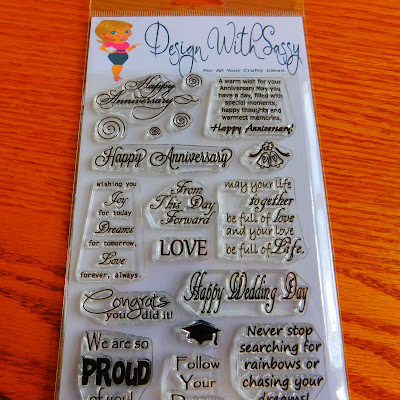 Design With Sassy
For All Your Crafty Ideas
Happy
Anniversary
A warm wish for your
Anniversary May you
have a day, filled with
special moments,
happy thoughts and
warmest memories.
Happy Anniversary!
Happy Anniversary
Wishing you
Joy
for today
Dreams
for tomorrow,
Love
forever, always.
From
This Day
Forward
LOVE
may your life
together
be full of love
and your love
be full of Life.
Congrats
you did it!
Happy Wedding Day
We are so
PROUD
of you!
Follow
Your
Never stop
searching for
rainbows or
chasing your
dreams!